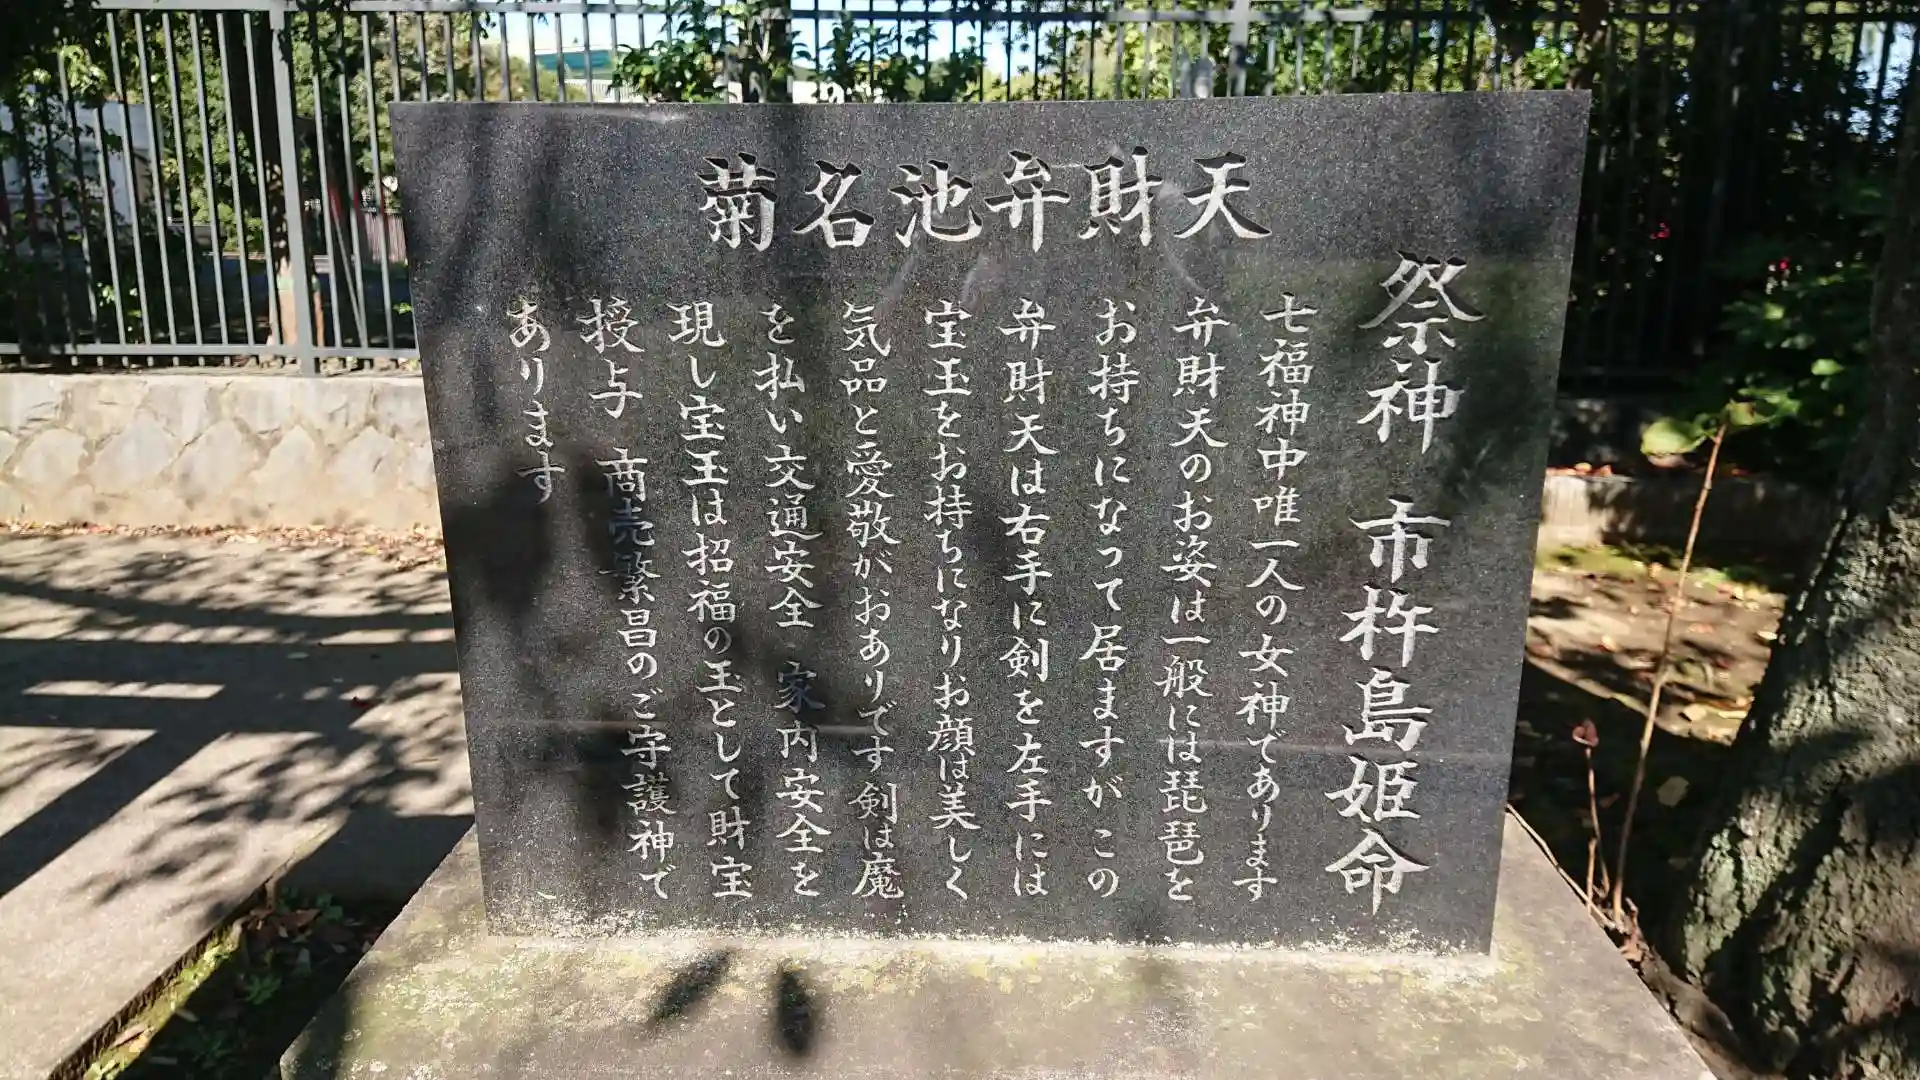 菊名池弁財天
祭神 市杵島姫命
七福神中唯一人の女神であります
弁財天のお姿は一般には琵琶を
お持ちになって居ますがこの
弁財天は右手に剣を左手には
宝玉をお持ちになりお顔は美しく
気品と愛敬がおありです剣は魔
を払い交通安全 家内安全を
現し宝玉は招福の玉として財宝
授与 商売繁昌のご守護神で
あります